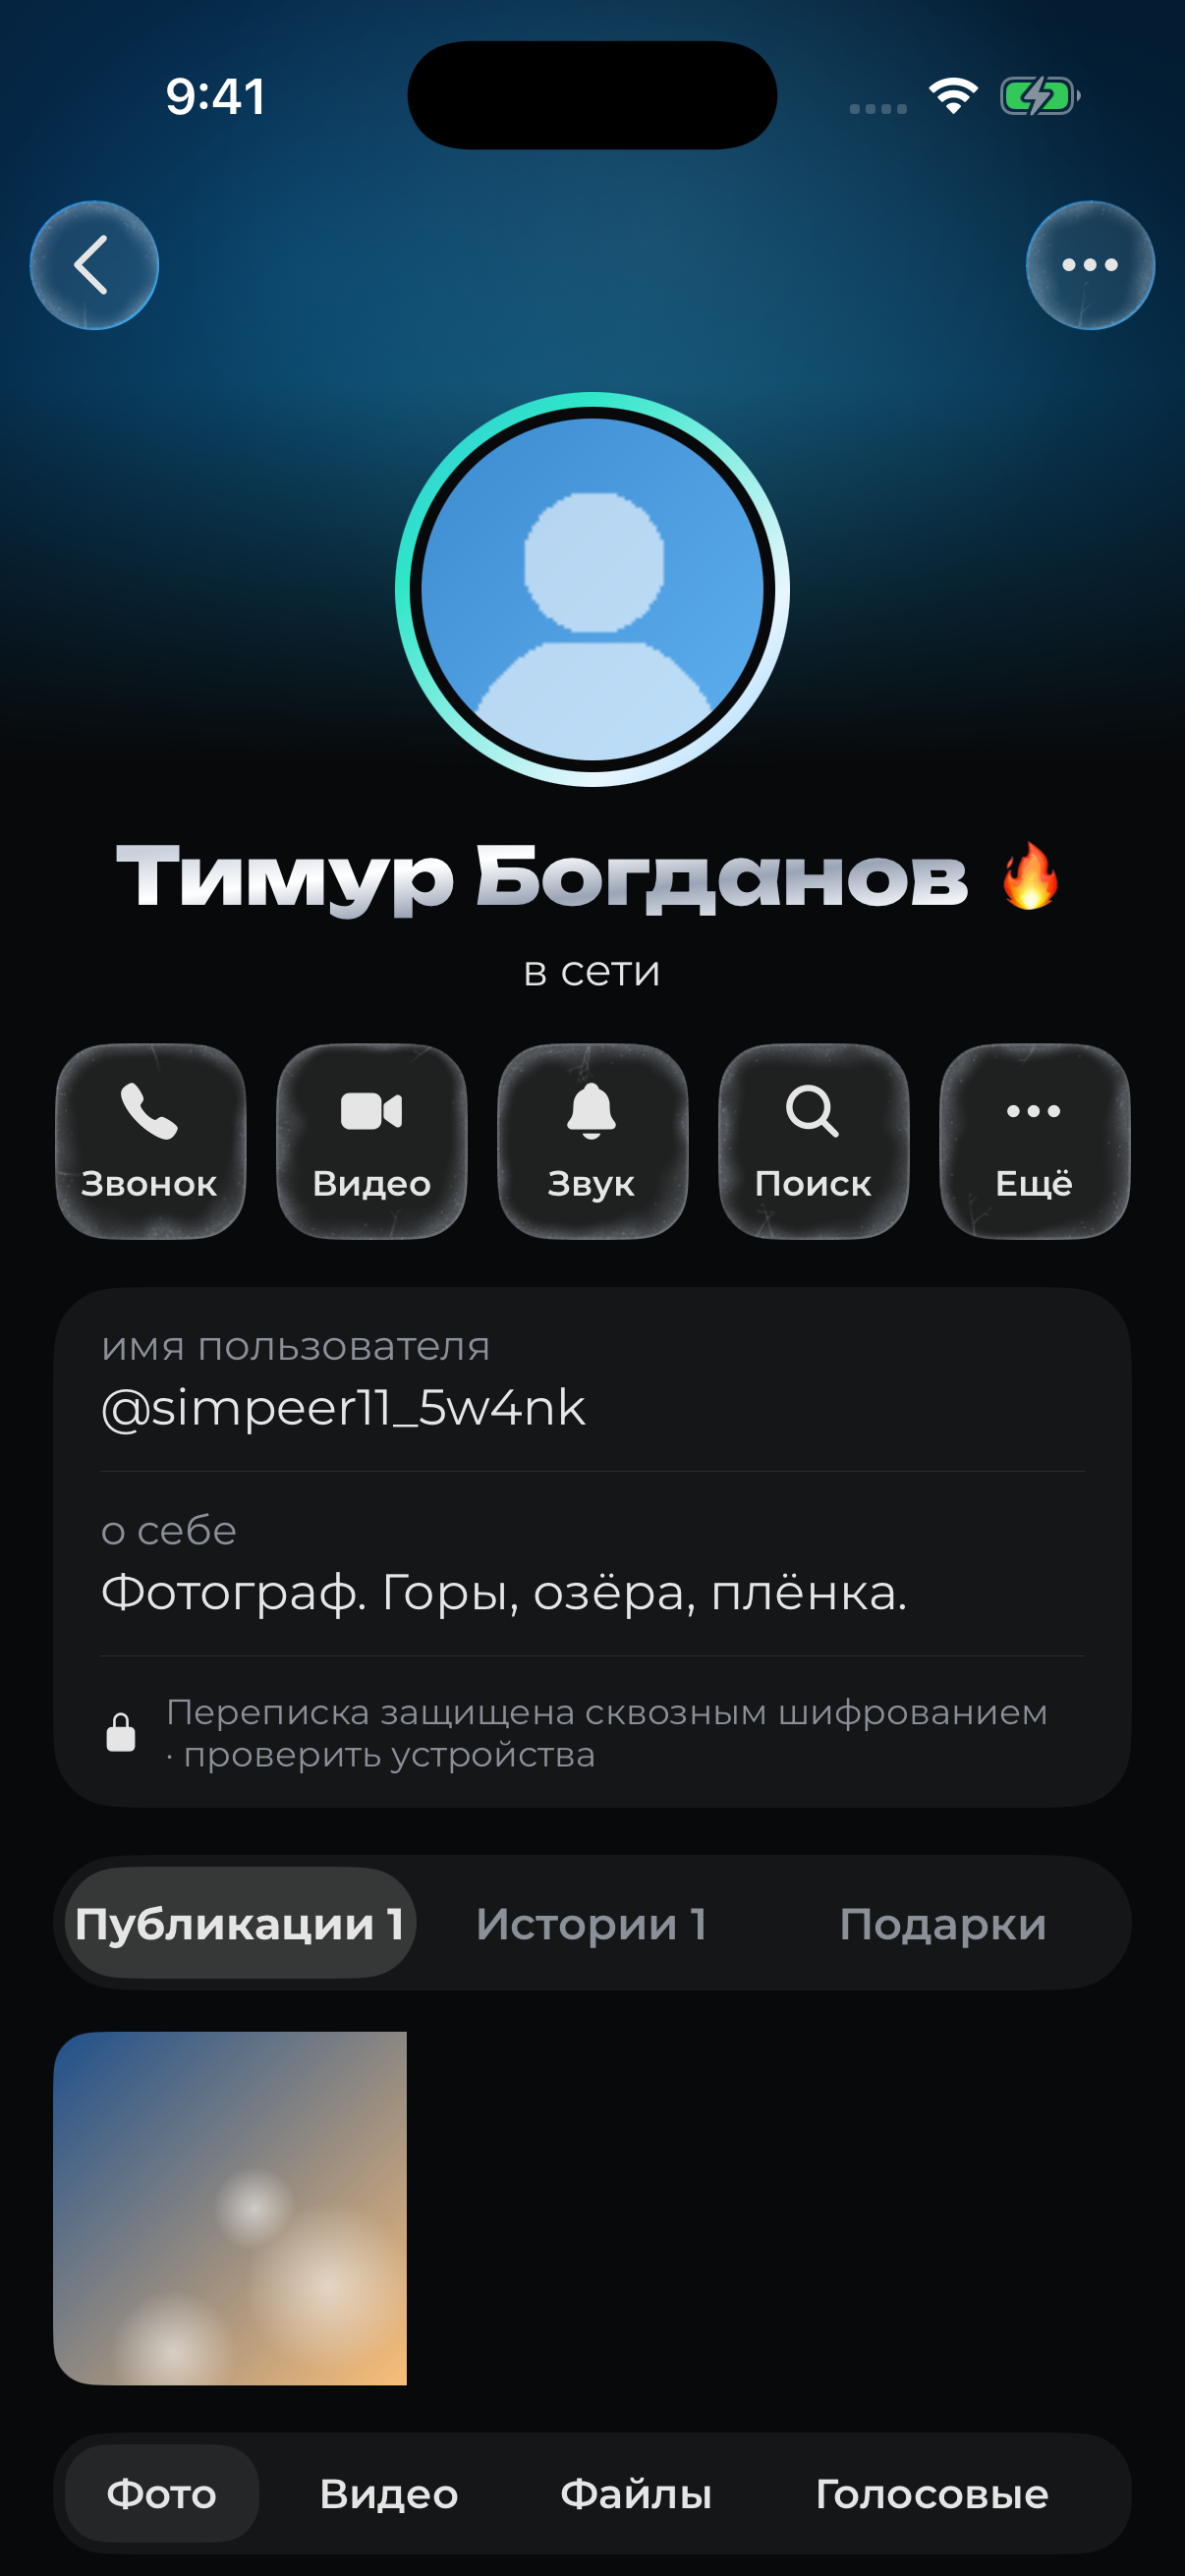 9:41
Тимур Богданов 🔥
в сети
Звонок Видео Звук Поиск Ещё
имя пользователя
@simpeer11_5w4nk
о себе
Фотограф. Горы, озёра, плёнка.
Переписка защищена сквозным шифрованием
· проверить устройства
Публикации 1 Истории 1 Подарки
Фото Видео Файлы Голосовые